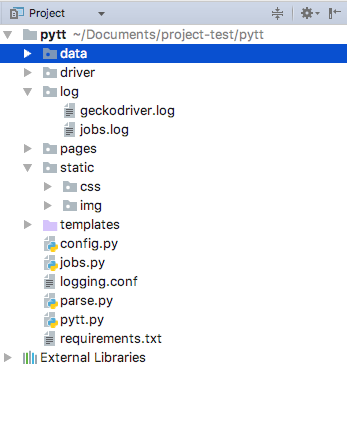 Project
pytt ~/Documents/project-test/pytt
data
driver
log
geckodriver.log
jobs.log
pages
static
css
img
templates
config.py
jobs.py
logging.conf
parse.py
pytt.py
requirements.txt
External Libraries